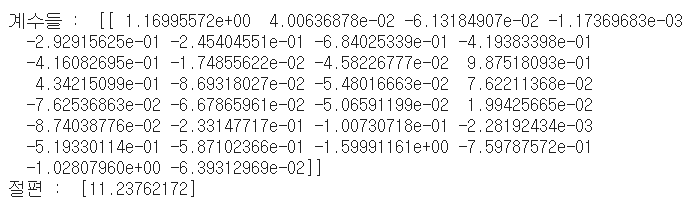 계수들 :  [[ 1.16995572e+00  4.00636878e-02 -6.13184907e-02 -1.17369683e-03
  -2.92915625e-01 -2.45404551e-01 -6.84025339e-01 -4.19383398e-01
  -4.16082695e-01 -1.74855622e-02 -4.58226777e-02  9.87518093e-01
   4.34215099e-01 -8.69318027e-02 -5.48016663e-02  7.62211368e-02
  -7.62536863e-02 -6.67865961e-02 -5.06591199e-02  1.99425665e-02
  -8.74038776e-02 -2.33147717e-01 -1.00730718e-01 -2.28192434e-03
  -5.19330114e-01 -5.87102366e-01 -1.59991161e+00 -7.59787572e-01
  -1.02807960e+00 -6.39312969e-02]]
절편 :  [11.23762172]